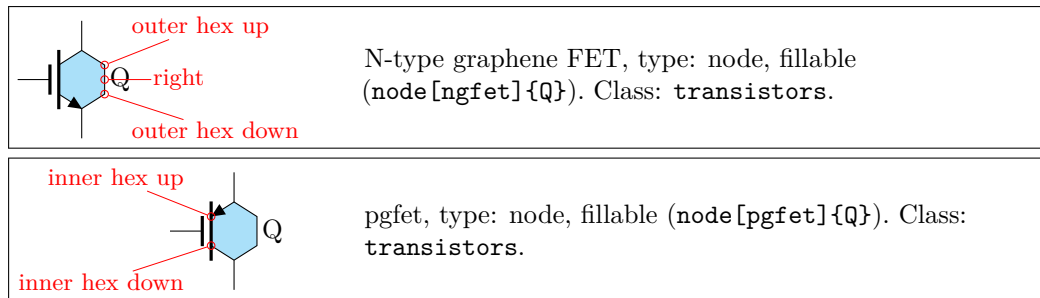 outer hex up
Q
right
outer hex down
N-type graphene FET, type: node, fillable
(node[ngfet]{Q}). Class: transistors.
inner hex up
Q
inner hex down
pgfet, type: node, fillable (node[pgfet]{Q}). Class:
transistors.